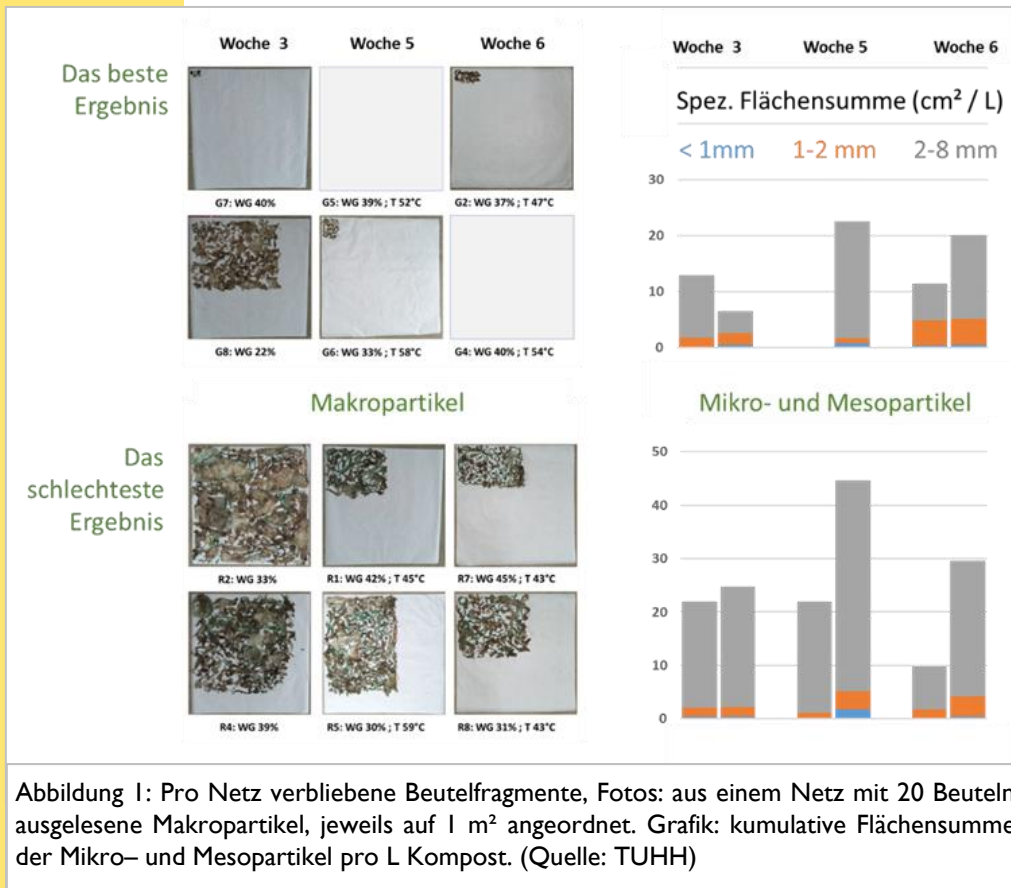 Woche 3
Woche 5
Woche 6
Das beste
Ergebnis
G7: WG 40%
G5: WG 39% ; T 52°C
G2: WG 37% ; T 47°C
G8: WG 22%
G6: WG 33% ; T 58°C
G4: WG 40% ; T 54°C
Makropartikel
Das
schlechteste
Ergebnis
R2: WG 33%
R1: WG 42% ; T 45°C
R7: WG 45% ; T 43°C
R4: WG 39%
R5: WG 30% ; T 59°C
R8: WG 31% ; T 43°C
Woche 3
Woche 5
Woche 6
Spez. Flächensumme (cm² / L)
< 1mm
1-2 mm
2-8 mm
30
20
10
0
Mikro- und Mesopartikel
50
40
30
20
10
0
Abbildung 1: Pro Netz verbliebene Beutelfragmente, Fotos: aus einem Netz mit 20 Beuteln
ausgelesene Makropartikel, jeweils auf 1 m² angeordnet. Grafik: kumulative Flächensumme
der Mikro– und Mesopartikel pro L Kompost. (Quelle: TUHH)